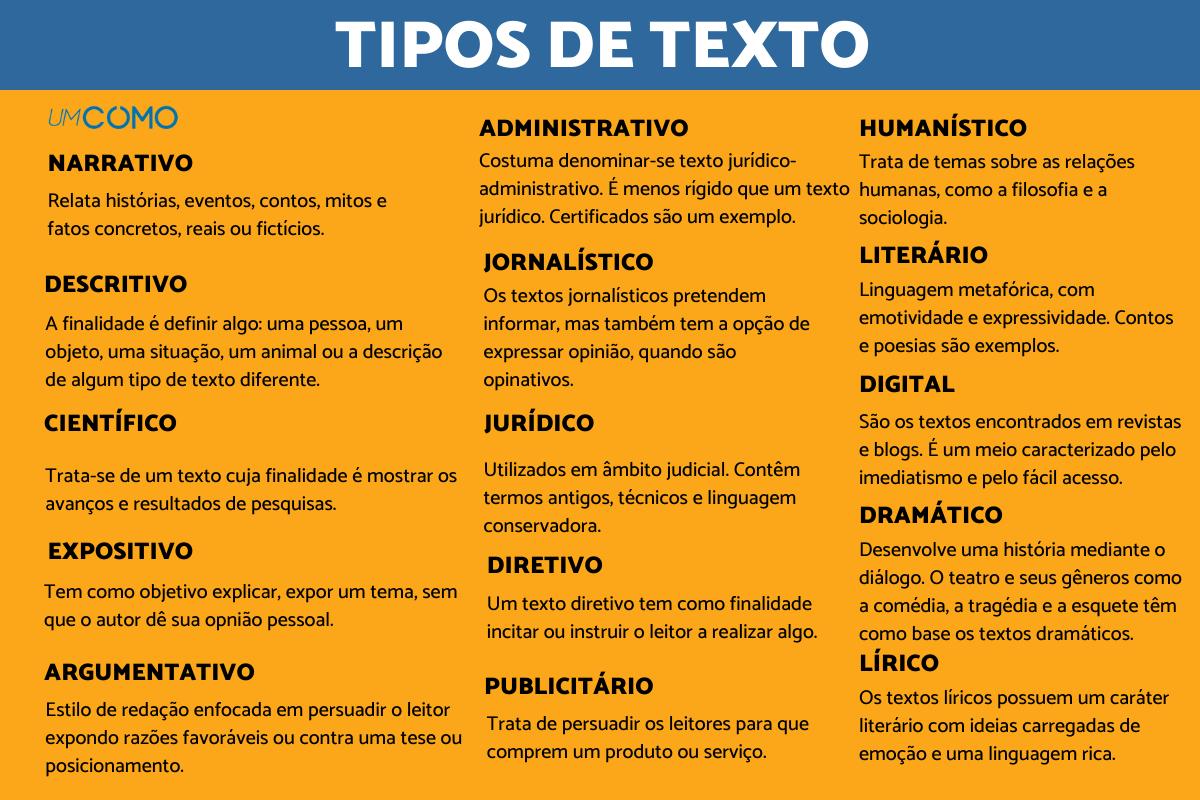 TIPOS DE TEXTO
UMCOMO
NARRATIVO
Relata histórias, eventos, contos, mitos e
fatos concretos, reais ou fictícios.
DESCRITIVO
A finalidade é definir algo: uma pessoa, um
objeto, uma situação, um animal ou a descrição
de algum tipo de texto diferente.
CIENTÍFICO
Trata-se de um texto cuja finalidade é mostrar os
avanços e resultados de pesquisas.
EXPOSITIVO
Tem como objetivo explicar, expor um tema, sem
que o autor dê sua opnião pessoal.
ARGUMENTATIVO
Estilo de redação enfocada em persuadir o leitor
expondo razões favoráveis ou contra uma tese ou
posicionamento.
ADMINISTRATIVO
Costuma denominar-se texto jurídico-
administrativo. É menos rígido que um texto
jurídico. Certificados são um exemplo.
JORNALÍSTICO
Os textos jornalísticos pretendem
informar, mas também tem a opção de
expressar opinião, quando são
opinativos.
JURÍDICO
Utilizados em âmbito judicial. Contêm
termos antigos, técnicos e linguagem
conservadora.
DIRETIVO
Um texto diretivo tem como finalidade
incitar ou instruir o leitor a realizar algo.
PUBLICITÁRIO
Trata de persuadir os leitores para que
comprem um produto ou serviço.
HUMANÍSTICO
Trata de temas sobre as relações
humanas, como a filosofia e a
sociologia.
LITERÁRIO
Linguagem metafórica, com
emotividade e expressividade. Contos
e poesias são exemplos.
DIGITAL
São os textos encontrados em revistas
e blogs. É um meio caracterizado pelo
imediatismo e pelo fácil acesso.
DRAMÁTICO
Desenvolve uma história mediante o
diálogo. O teatro e seus gêneros como
a comédia, a tragédia e a esquete têm
como base os textos dramáticos.
LÍRICO
Os textos líricos possuem um caráter
literário com ideias carregadas de
emoção e uma linguagem rica.